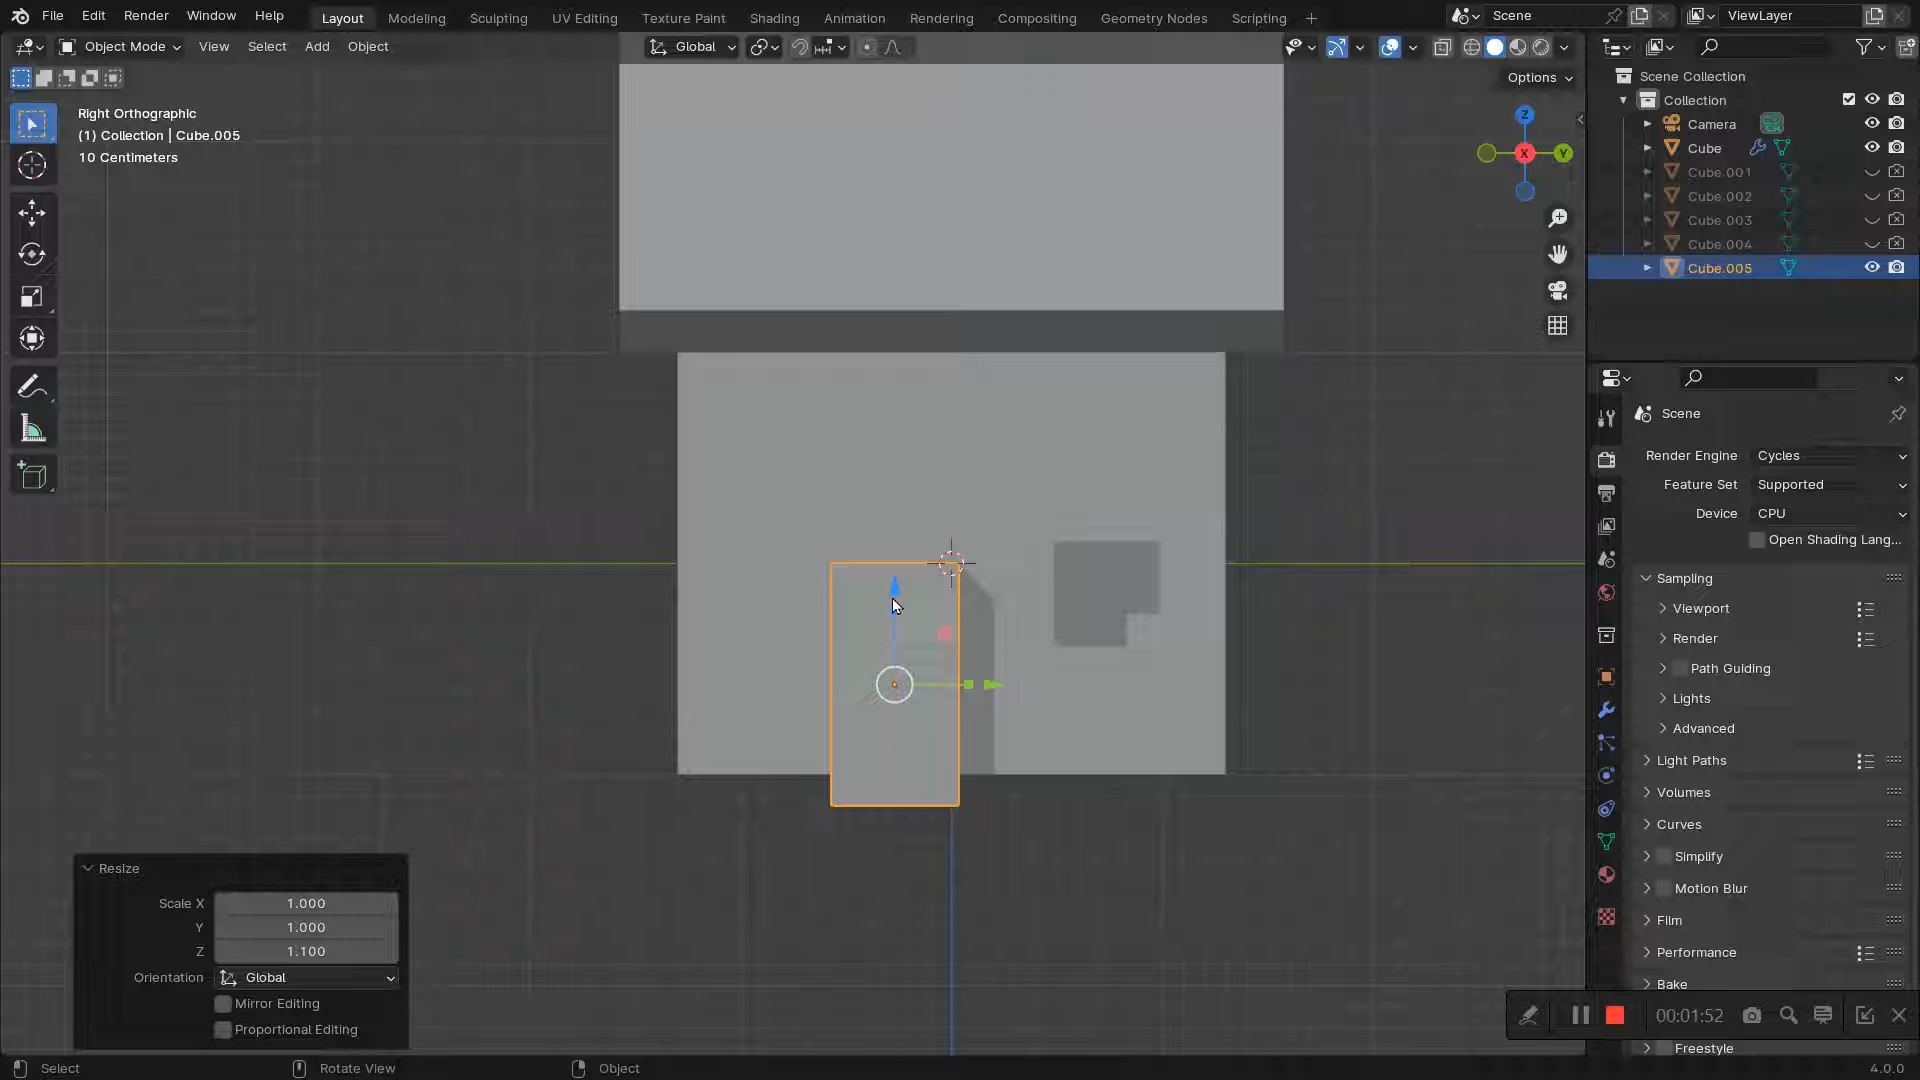 File Edit Render Window Help
Layout Modeling Sculpting UV Editing Texture Paint Shading Animation Rendering Compositing Geometry Nodes Scripting +
Scene
ViewLayer
Object Mode View Select Add Object
Global
Options
Right Orthographic
(1) Collection | Cube.005
10 Centimeters
Z
X
Y
Scene Collection
Collection
Camera
Cube
Cube.001
Cube.002
Cube.003
Cube.004
Cube.005
Scene
Render Engine Cycles
Feature Set Supported
Device CPU
Open Shading Lang...
Sampling
Viewport
Render
Path Guiding
Lights
Advanced
Light Paths
Volumes
Curves
Simplify
Motion Blur
Film
Performance
Bake
Freestyle
00:01:52
Resize
Scale X 1.000
Y 1.000
Z 1.100
Orientation Global
Mirror Editing
Proportional Editing
Select Rotate View Object
4.0.0